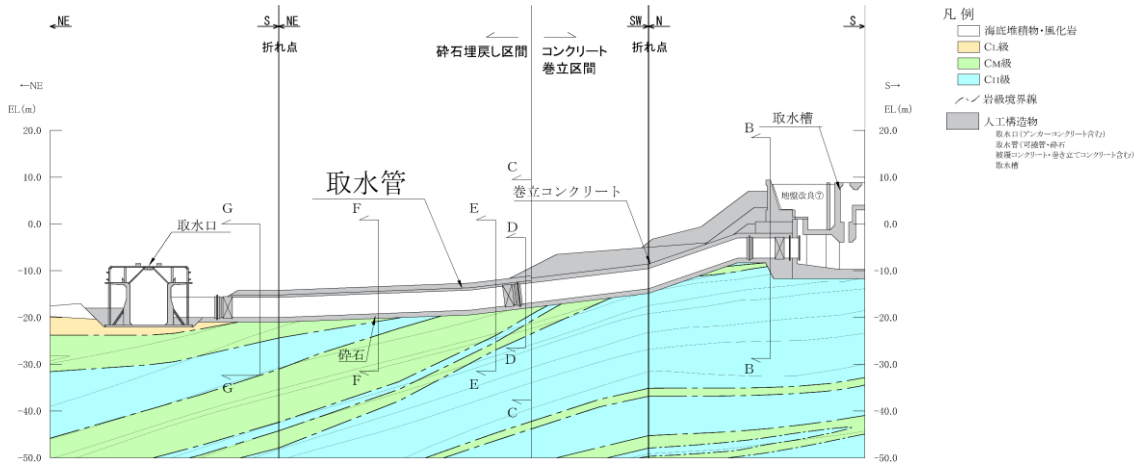 NE
S
NE
SW
N
S
折れ点
折れ点
砕石埋戻し区間
コンクリート
巻立区間
←NE
EL(m)
S→
EL(m)
20.0
10.0
0.0
-10.0
-20.0
-30.0
-40.0
-50.0
20.0
10.0
0.0
-10.0
-20.0
-30.0
-40.0
-50.0
取水口
取水管
巻立コンクリート
取水槽
地盤改良⑦
砕石
G
G
F
F
E
E
D
D
C
C
B
B
凡 例
海底堆積物・風化岩
CL級
CM級
CH級
岩級境界線
人工構造物
取水口(アンカーコンクリート含む)
取水管(可撓管・砕石
被覆コンクリート・巻き立てコンクリート含む)
取水槽